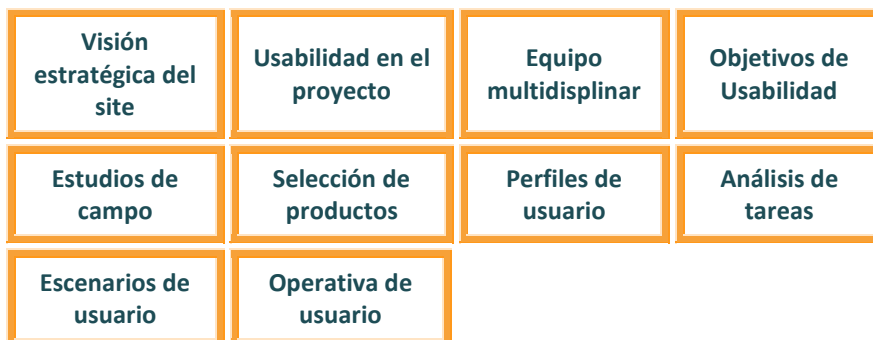 Visión
estratégica del
site
Usabilidad en el
proyecto
Equipo
multidisplinar
Objetivos de
Usabilidad
Estudios de
campo
Selección de
productos
Perfiles de
usuario
Análisis de
tareas
Escenarios de
usuario
Operativa de
usuario